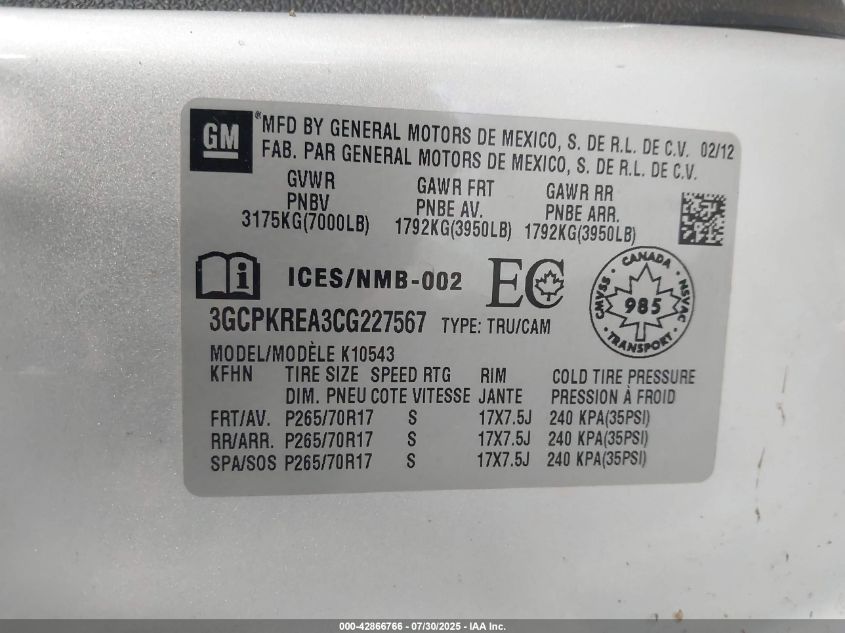 GM
®MFD BY GENERAL MOTORS DE MEXICO, S. DE R.L. DE C.V. 02/12
FAB. PAR GENERAL MOTORS DE MEXICO, S. DE R.L. DE C.V.
GVWR GAWR FRT GAWR RR
PNBV PNBE AV. PNBE ARR.
3175KG(7000LB) 1792KG(3950LB) 1792KG(3950LB)
i ICES/NMB-002 EC
CANADA
CMVSS 985 NSVAC
TRANSPORT
3GCPKREA3CG227567 TYPE: TRU/CAM
MODEL/MODÈLE K10543
KFHN TIRE SIZE SPEED RTG RIM COLD TIRE PRESSURE
DIM. PNEU COTE VITESSE JANTE PRESSION À FROID
FRT/AV. P265/70R17 S 17X7.5J 240 KPA(35PSI)
RR/ARR. P265/70R17 S 17X7.5J 240 KPA(35PSI)
SPA/SOS P265/70R17 S 17X7.5J 240 KPA(35PSI)
000-42866766 - 07/30/2025 - IAA Inc.